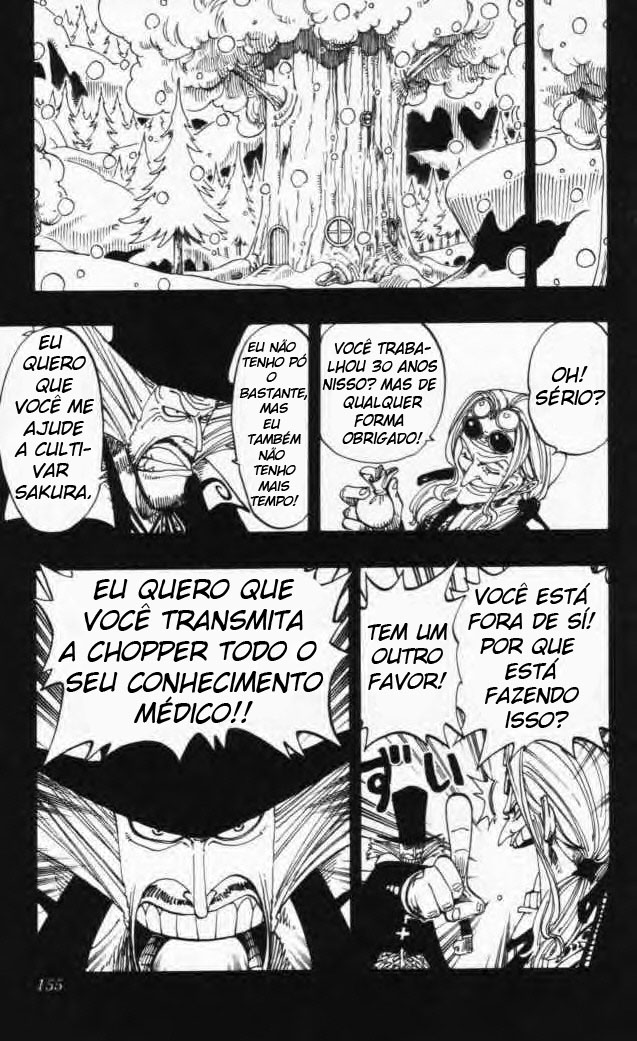 OH!
SÉRIO?
VOCÊ TRABA-
LHOU 30 ANOS
NISSO? MAS DE
QUALQUER
FORMA
OBRIGADO!
EU NÃO
TENHO PÓ
O
BASTANTE,
MAS
EU
TAMBÉM
NÃO
TENHO
MAIS
TEMPO!
EU
QUERO
QUE
VOCÊ ME
AJUDE
A CULTI-
VAR
SAKURA.
VOCÊ ESTÁ
FORA DE SÍ!
POR QUE
ESTÁ
FAZENDO
ISSO?
TEM UM
OUTRO
FAVOR!
ずいっ
EU QUERO QUE
VOCÊ TRANSMITA
A CHOPPER TODO O
SEU CONHECIMENTO
MÉDICO!!
155